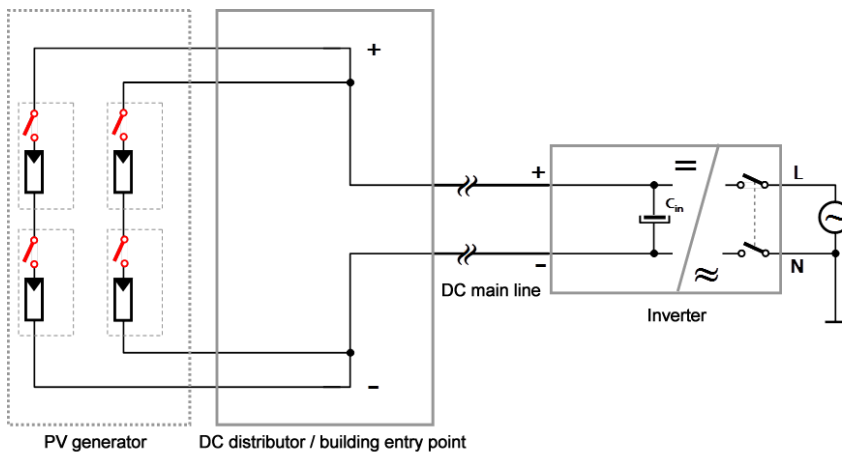 +
+
=
L
C_in
~
−
≈
N
DC main line
Inverter
−
PV generator
DC distributor / building entry point